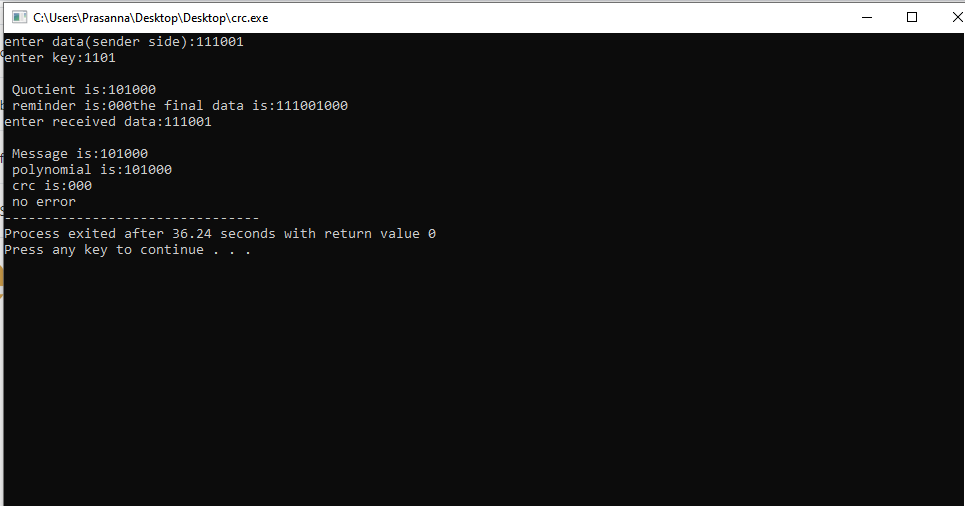 C:\Users\Prasanna\Desktop\Desktop\crc.exe
enter data(sender side):111001
enter key:1101
Quotient is:101000
reminder is:000the final data is:111001000
enter received data:111001
Message is:101000
polynomial is:101000
crc is:000
no error
--------------------------------
Process exited after 36.24 seconds with return value 0
Press any key to continue . . .